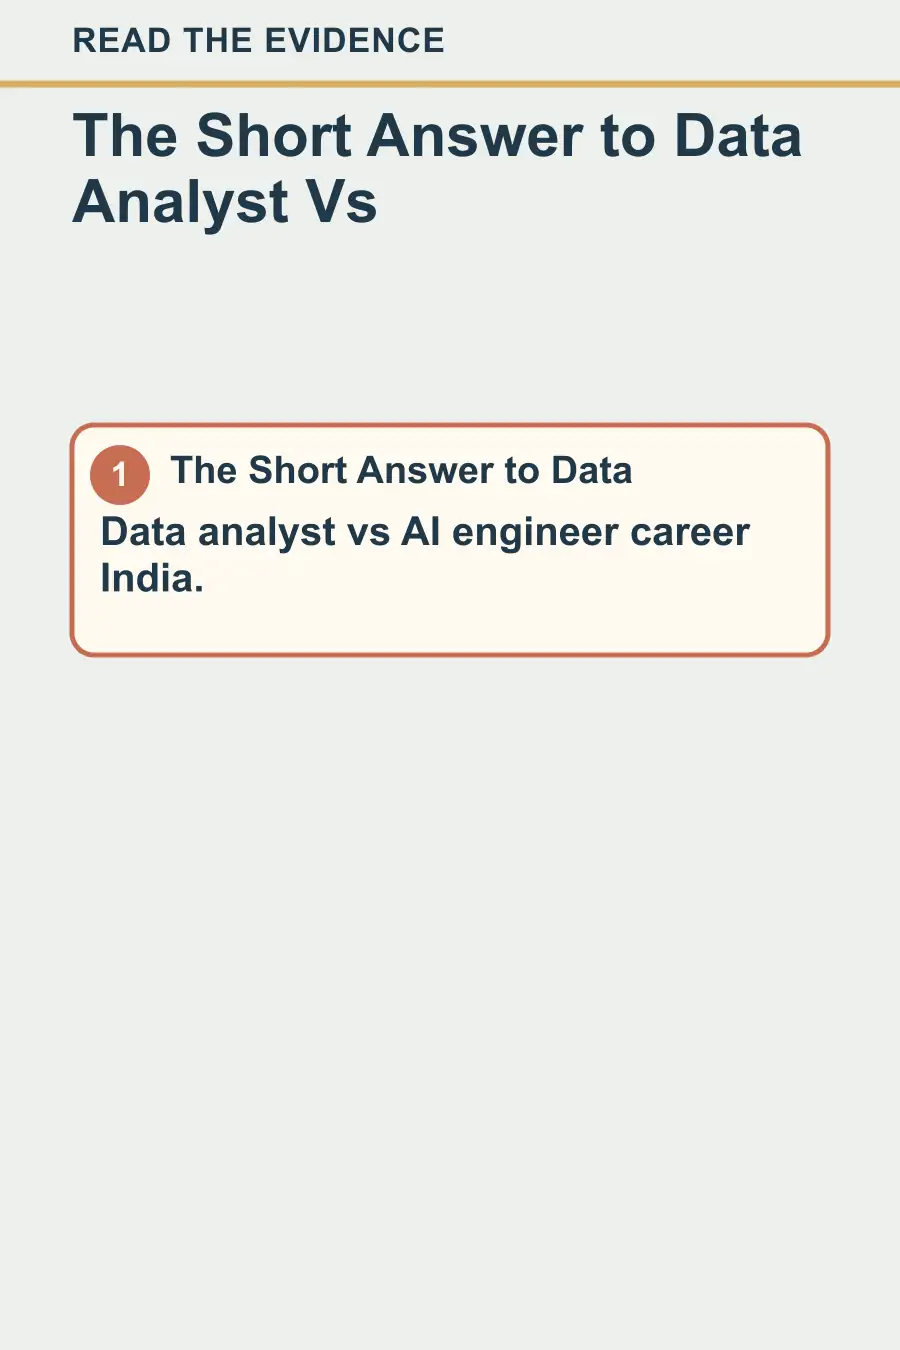 READ THE EVIDENCE
The Short Answer to Data
Analyst Vs
1 The Short Answer to Data
Data analyst vs AI engineer career
India.